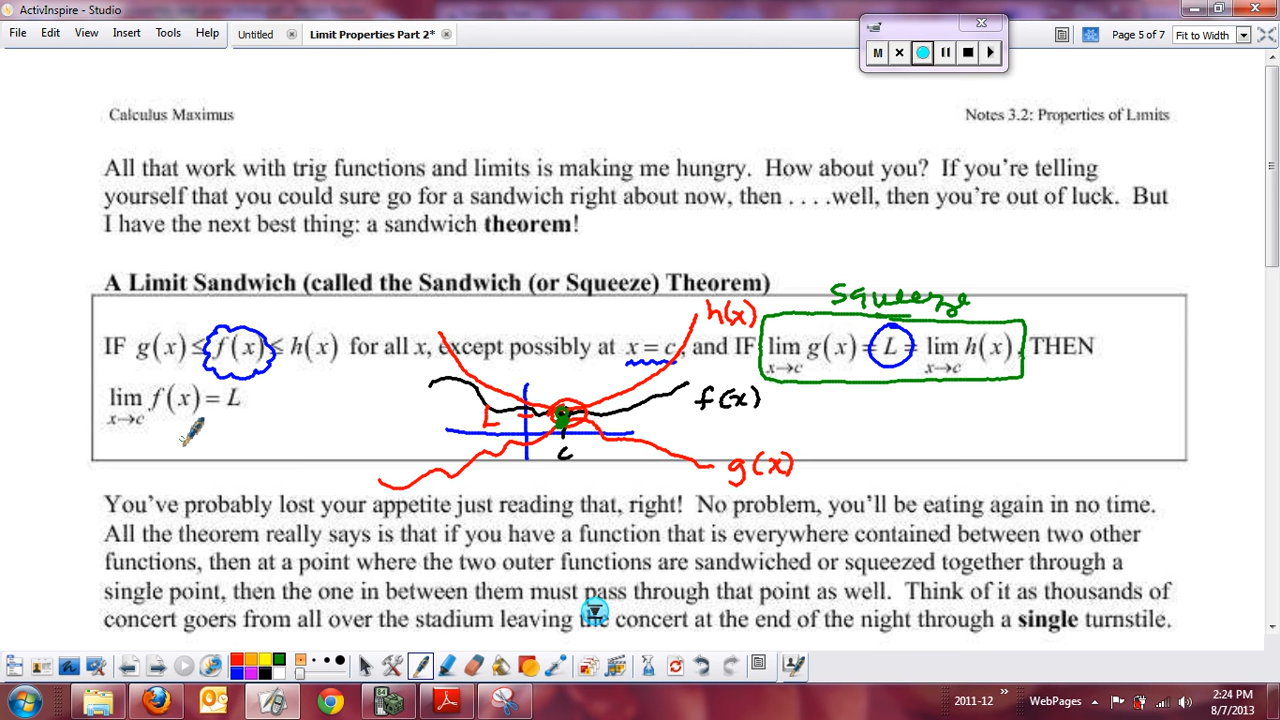 ActivInspire - Studio
File Edit View Insert Tools Help Untitled Limit Properties Part 2* Page 5 of 7 Fit to Width
M
Calculus Maximus Notes 3.2: Properties of Limits
All that work with trig functions and limits is making me hungry. How about you? If you're telling
yourself that you could sure go for a sandwich right about now, then . . . .well, then you're out of luck. But
I have the next best thing: a sandwich theorem!
A Limit Sandwich (called the Sandwich (or Squeeze) Theorem)
Squeeze
h(x)
IF g(x) ≤ f(x) ≤ h(x) for all x, except possibly at x = c, and IF lim x→c g(x) = L = lim x→c h(x), THEN
lim x→c f(x) = L
f(x)
L
c
g(x)
You've probably lost your appetite just reading that, right! No problem, you'll be eating again in no time.
All the theorem really says is that if you have a function that is everywhere contained between two other
functions, then at a point where the two outer functions are sandwiched or squeezed together through a
single point, then the one in between them must pass through that point as well. Think of it as thousands of
concert goers from all over the stadium leaving the concert at the end of the night through a single turnstile.
2011-12 » WebPages 2:24 PM
8/7/2013